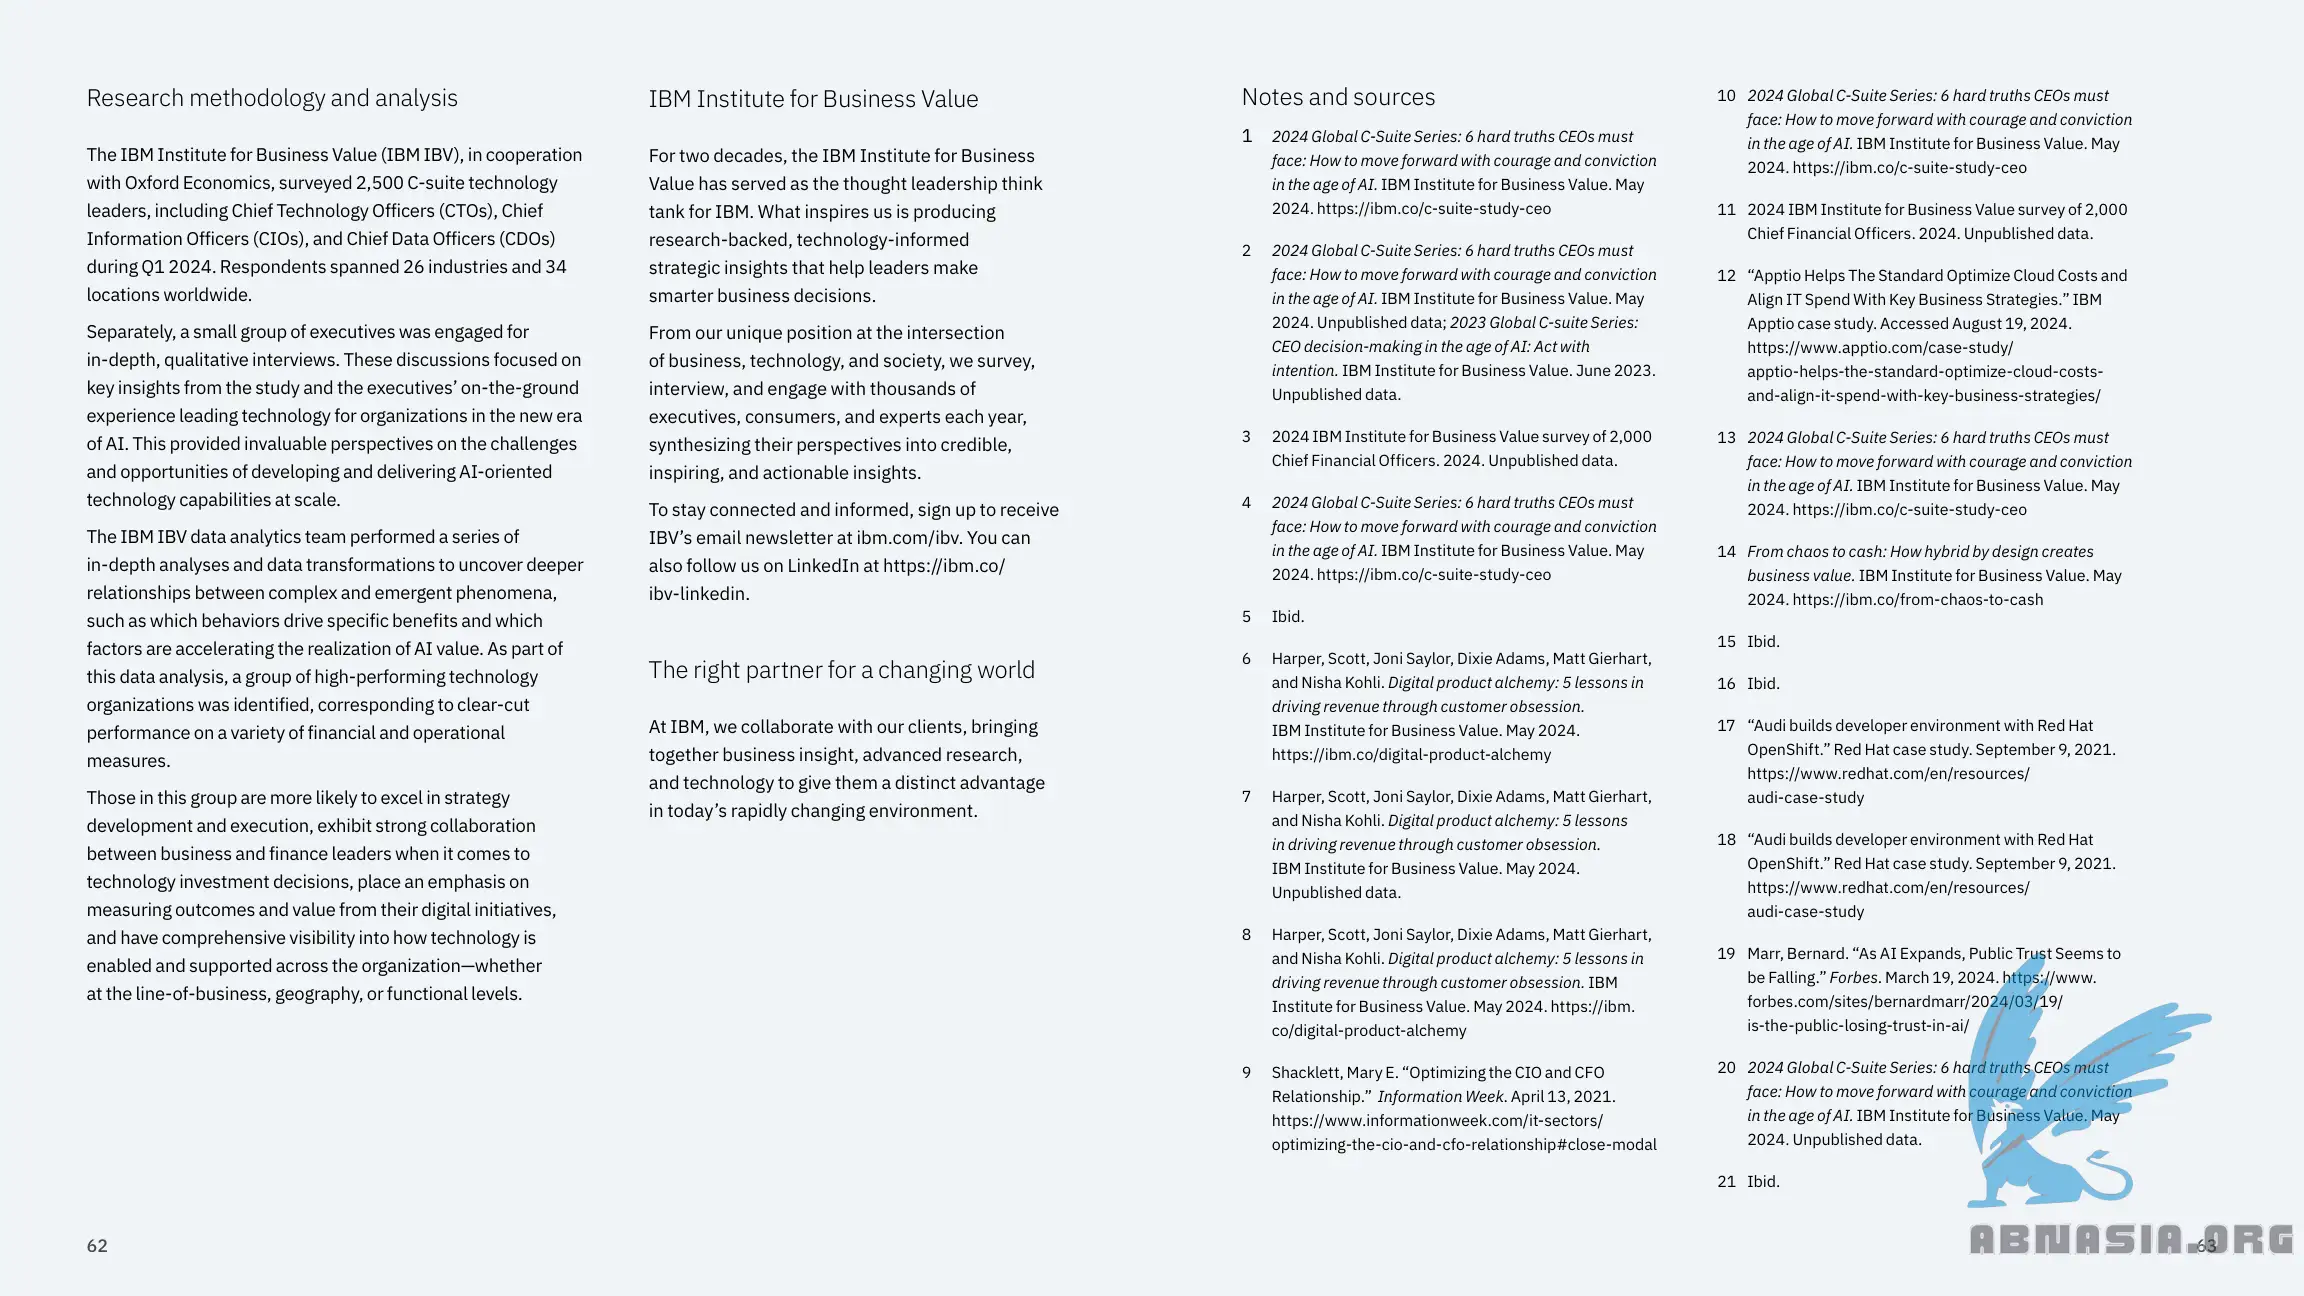 Research methodology and analysis
The IBM Institute for Business Value (IBM IBV), in cooperation
with Oxford Economics, surveyed 2,500 C-suite technology
leaders, including Chief Technology Officers (CTOs), Chief
Information Officers (CIOs), and Chief Data Officers (CDOs)
during Q1 2024. Respondents spanned 26 industries and 34
locations worldwide.
Separately, a small group of executives was engaged for
in-depth, qualitative interviews. These discussions focused on
key insights from the study and the executives’ on-the-ground
experience leading technology for organizations in the new era
of AI. This provided invaluable perspectives on the challenges
and opportunities of developing and delivering AI-oriented
technology capabilities at scale.
The IBM IBV data analytics team performed a series of
in-depth analyses and data transformations to uncover deeper
relationships between complex and emergent phenomena,
such as which behaviors drive specific benefits and which
factors are accelerating the realization of AI value. As part of
this data analysis, a group of high-performing technology
organizations was identified, corresponding to clear-cut
performance on a variety of financial and operational
measures.
Those in this group are more likely to excel in strategy
development and execution, exhibit strong collaboration
between business and finance leaders when it comes to
technology investment decisions, place an emphasis on
measuring outcomes and value from their digital initiatives,
and have comprehensive visibility into how technology is
enabled and supported across the organization—whether
at the line-of-business, geography, or functional levels.
62
IBM Institute for Business Value
For two decades, the IBM Institute for Business
Value has served as the thought leadership think
tank for IBM. What inspires us is producing
research-backed, technology-informed
strategic insights that help leaders make
smarter business decisions.
From our unique position at the intersection
of business, technology, and society, we survey,
interview, and engage with thousands of
executives, consumers, and experts each year,
synthesizing their perspectives into credible,
inspiring, and actionable insights.
To stay connected and informed, sign up to receive
IBV’s email newsletter at ibm.com/ibv. You can
also follow us on LinkedIn at https://ibm.co/
ibv-linkedin.
The right partner for a changing world
At IBM, we collaborate with our clients, bringing
together business insight, advanced research,
and technology to give them a distinct advantage
in today’s rapidly changing environment.
Notes and sources
1 2024 Global C-Suite Series: 6 hard truths CEOs must
face: How to move forward with courage and conviction
in the age of AI. IBM Institute for Business Value. May
2024. https://ibm.co/c-suite-study-ceo
2 2024 Global C-Suite Series: 6 hard truths CEOs must
face: How to move forward with courage and conviction
in the age of AI. IBM Institute for Business Value. May
2024. Unpublished data; 2023 Global C-suite Series:
CEO decision-making in the age of AI: Act with
intention. IBM Institute for Business Value. June 2023.
Unpublished data.
3 2024 IBM Institute for Business Value survey of 2,000
Chief Financial Officers. 2024. Unpublished data.
4 2024 Global C-Suite Series: 6 hard truths CEOs must
face: How to move forward with courage and conviction
in the age of AI. IBM Institute for Business Value. May
2024. https://ibm.co/c-suite-study-ceo
5 Ibid.
6 Harper, Scott, Joni Saylor, Dixie Adams, Matt Gierhart,
and Nisha Kohli. Digital product alchemy: 5 lessons in
driving revenue through customer obsession.
IBM Institute for Business Value. May 2024.
https://ibm.co/digital-product-alchemy
7 Harper, Scott, Joni Saylor, Dixie Adams, Matt Gierhart,
and Nisha Kohli. Digital product alchemy: 5 lessons
in driving revenue through customer obsession.
IBM Institute for Business Value. May 2024.
Unpublished data.
8 Harper, Scott, Joni Saylor, Dixie Adams, Matt Gierhart,
and Nisha Kohli. Digital product alchemy: 5 lessons in
driving revenue through customer obsession. IBM
Institute for Business Value. May 2024. https://ibm.
co/digital-product-alchemy
9 Shacklett, Mary E. “Optimizing the CIO and CFO
Relationship.” Information Week. April 13, 2021.
https://www.informationweek.com/it-sectors/
optimizing-the-cio-and-cfo-relationship#close-modal
10 2024 Global C-Suite Series: 6 hard truths CEOs must
face: How to move forward with courage and conviction
in the age of AI. IBM Institute for Business Value. May
2024. https://ibm.co/c-suite-study-ceo
11 2024 IBM Institute for Business Value survey of 2,000
Chief Financial Officers. 2024. Unpublished data.
12 “Apptio Helps The Standard Optimize Cloud Costs and
Align IT Spend With Key Business Strategies.” IBM
Apptio case study. Accessed August 19, 2024.
https://www.apptio.com/case-study/
apptio-helps-the-standard-optimize-cloud-costs-
and-align-it-spend-with-key-business-strategies/
13 2024 Global C-Suite Series: 6 hard truths CEOs must
face: How to move forward with courage and conviction
in the age of AI. IBM Institute for Business Value. May
2024. https://ibm.co/c-suite-study-ceo
14 From chaos to cash: How hybrid by design creates
business value. IBM Institute for Business Value. May
2024. https://ibm.co/from-chaos-to-cash
15 Ibid.
16 Ibid.
17 “Audi builds developer environment with Red Hat
OpenShift.” Red Hat case study. September 9, 2021.
https://www.redhat.com/en/resources/
audi-case-study
18 “Audi builds developer environment with Red Hat
OpenShift.” Red Hat case study. September 9, 2021.
https://www.redhat.com/en/resources/
audi-case-study
19 Marr, Bernard. “As AI Expands, Public Trust Seems to
be Falling.” Forbes. March 19, 2024. https://www.
forbes.com/sites/bernardmarr/2024/03/19/
is-the-public-losing-trust-in-ai/
20 2024 Global C-Suite Series: 6 hard truths CEOs must
face: How to move forward with courage and conviction
in the age of AI. IBM Institute for Business Value. May
2024. Unpublished data.
21 Ibid.
63
ABNASIA.ORG